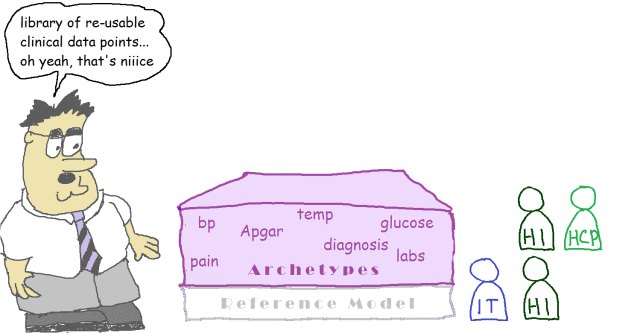 library of re-usable
clinical data points...
oh yeah, that's niiice
bp
Apgar
temp
glucose
diagnosis
pain
labs
Archetypes
Reference Model
HI
HCP
IT
HI